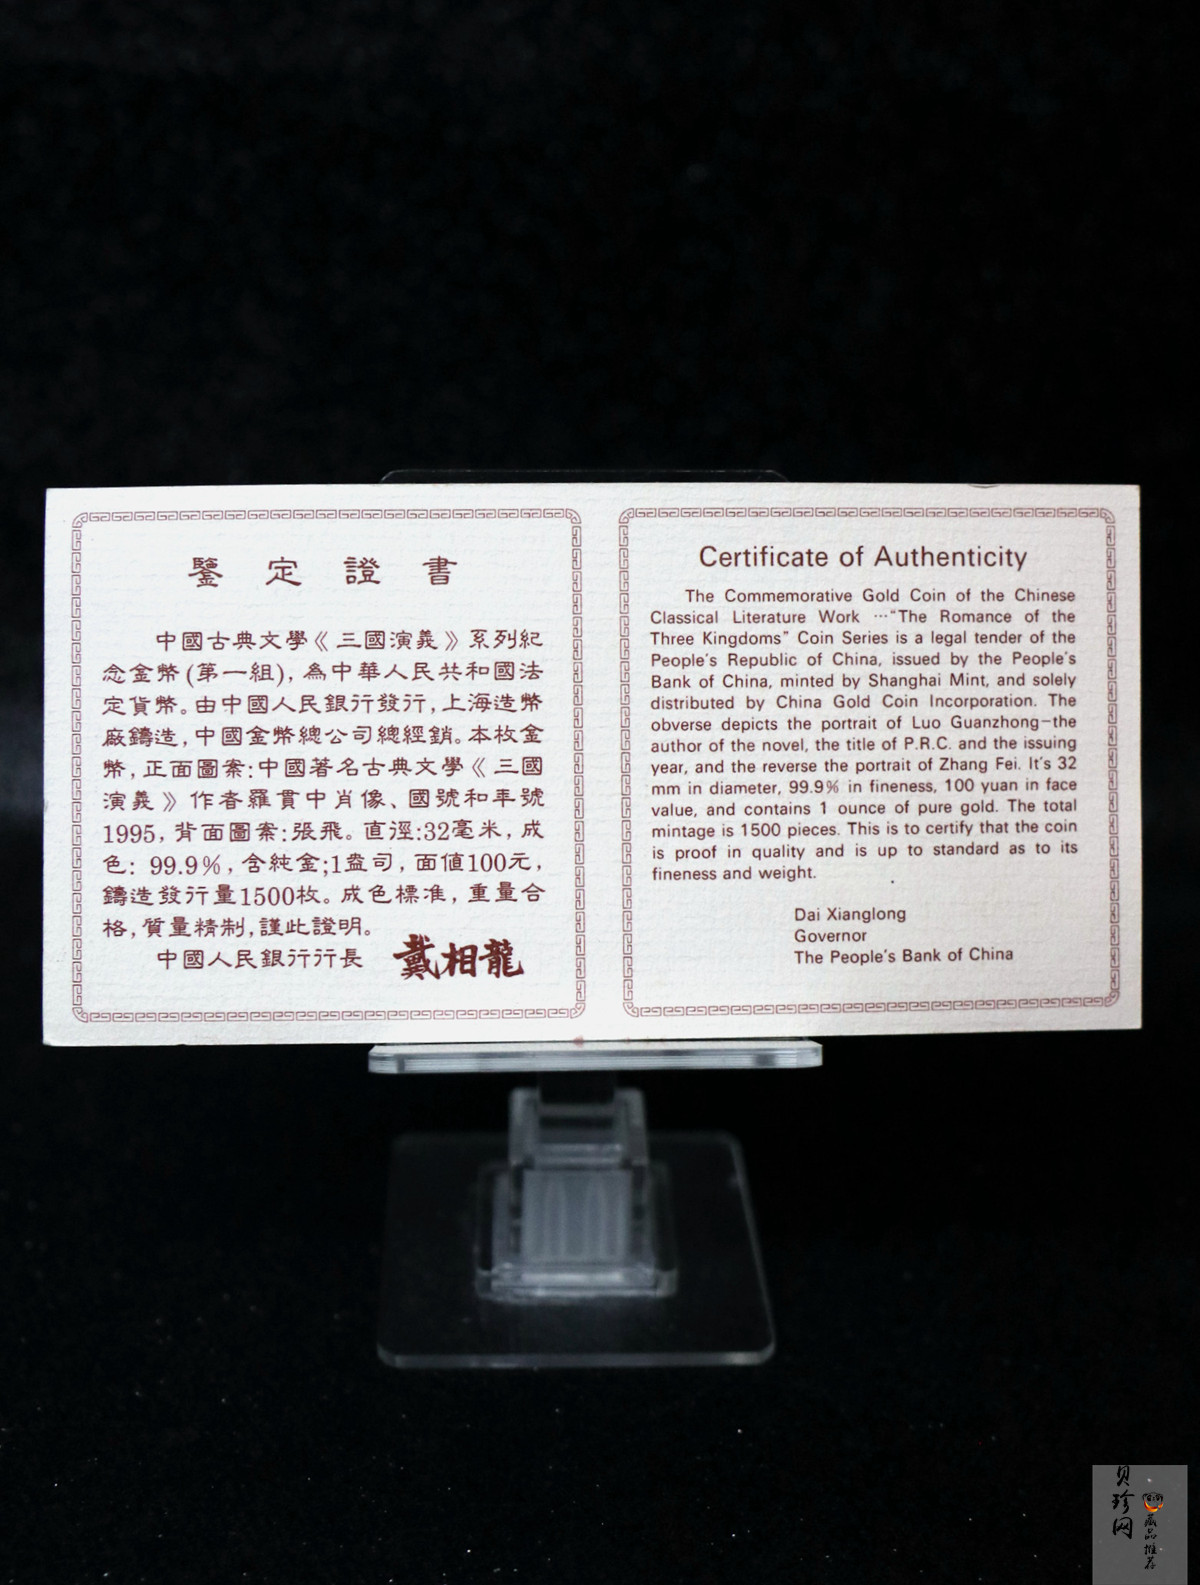 鑒定證書
中國古典文學《三國演義》系列紀
念金幣(第一組),為中華人民共和國法
定貨幣。由中國人民銀行發行,上海造幣
廠鑄造,中國金幣總公司總經銷。本枚金
幣,正面圖案:中國著名古典文學《三國
演義》作者羅貫中肖像、國號和年號
1995,背面圖案:張飛。直徑:32毫米,成
色: 99.9%,含純金;1盎司,面值100元,
鑄造發行量1500枚。成色標准,重量合
格,質量精制,謹此證明。
中國人民銀行行長 戴相龍
Certificate of Authenticity
The Commemorative Gold Coin of the Chinese
Classical Literature Work ···"The Romance of the
Three Kingdoms" Coin Series is a legal tender of the
People's Republic of China, issued by the People's
Bank of China, minted by Shanghai Mint, and solely
distributed by China Gold Coin Incorporation. The
obverse depicts the portrait of Luo Guanzhong-the
author of the novel, the title of P.R.C. and the issuing
year, and the reverse the portrait of Zhang Fei. It's 32
mm in diameter, 99.9% in fineness, 100 yuan in face
value, and contains 1 ounce of pure gold. The total
mintage is 1500 pieces. This is to certify that the coin
is proof in quality and is up to standard as to its
fineness and weight.
Dai Xianglong
Governor
The People's Bank of China
贝珍网
藏品推荐